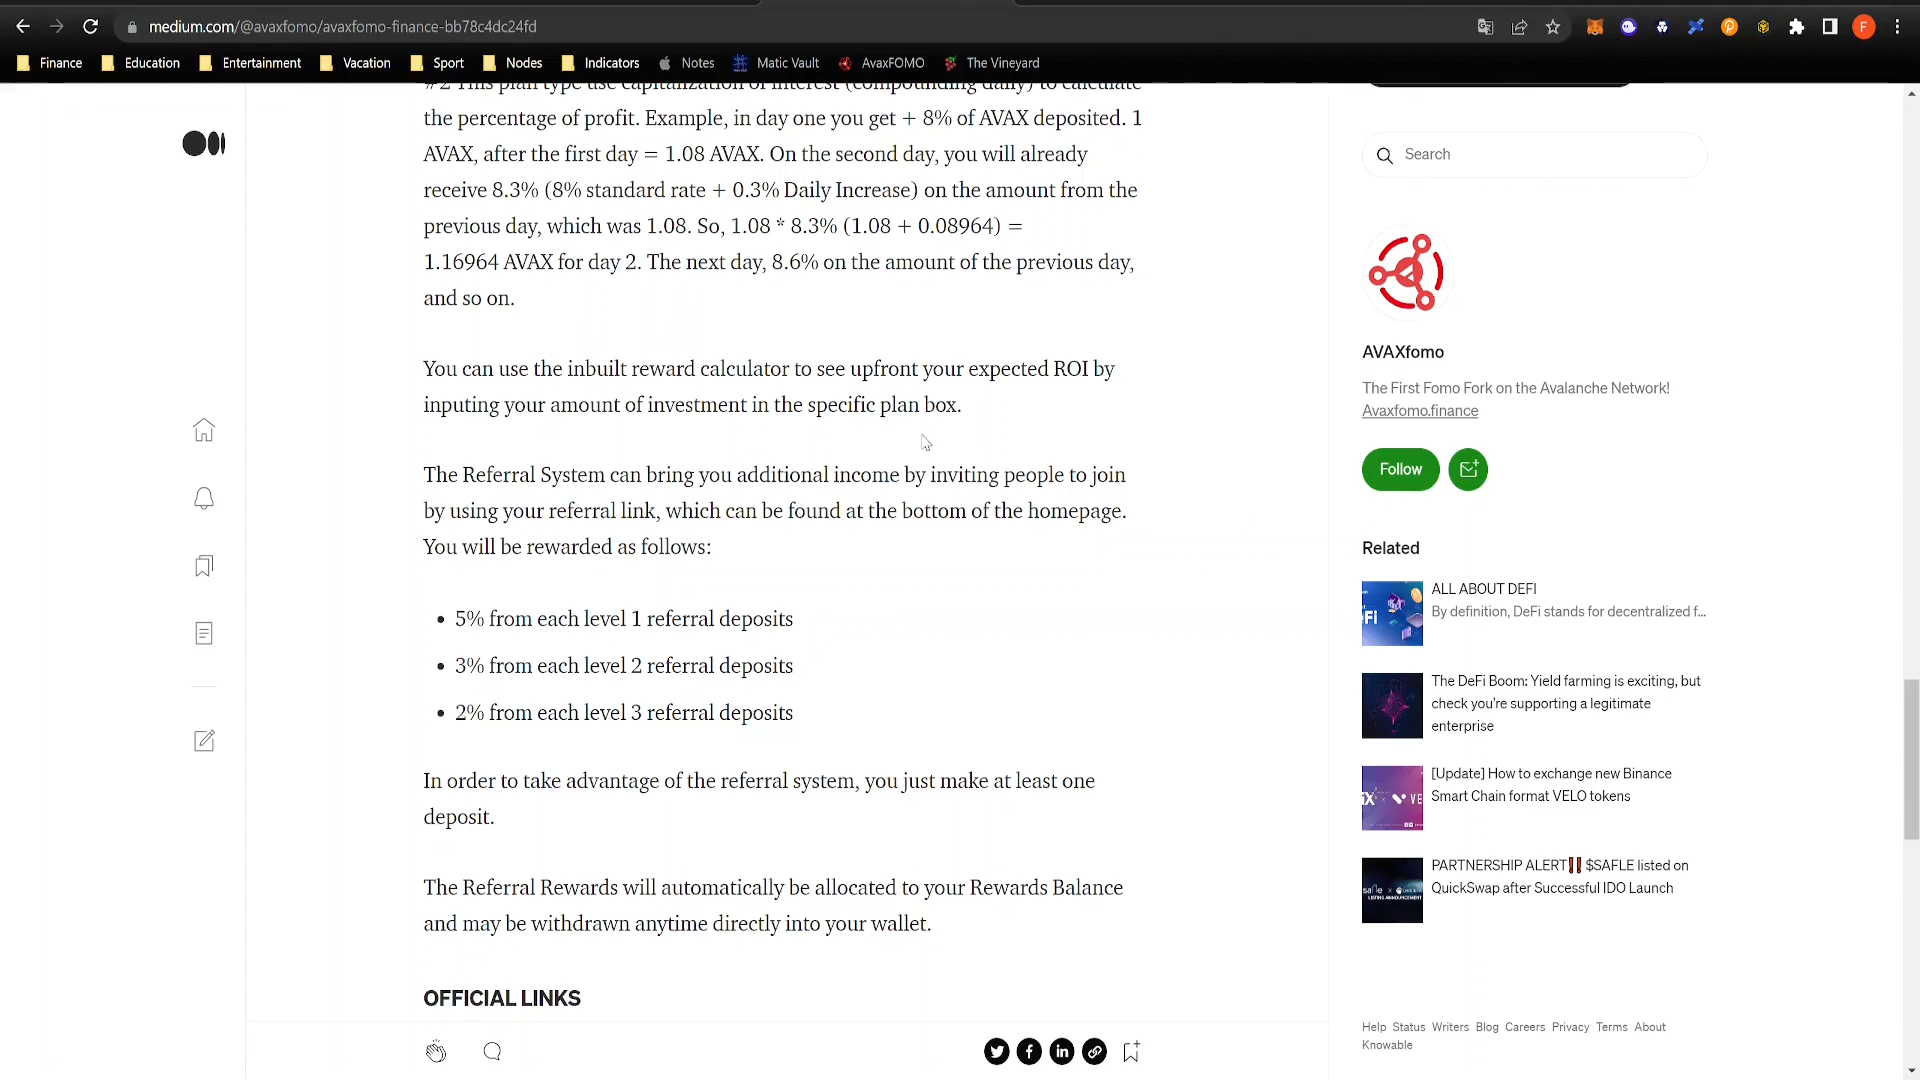 medium.com/@avaxfomo/avaxfomo-finance-bb78c4dc24fd
F
Finance Education Entertainment Vacation Sport Nodes Indicators Notes Matic Vault AvaxFOMO The Vineyard
#2 This plan type use capitalization of interest (compounding daily) to calculate
the percentage of profit. Example, in day one you get + 8% of AVAX deposited. 1
AVAX, after the first day = 1.08 AVAX. On the second day, you will already
receive 8.3% (8% standard rate + 0.3% Daily Increase) on the amount from the
previous day, which was 1.08. So, 1.08 * 8.3% (1.08 + 0.08964) =
1.16964 AVAX for day 2. The next day, 8.6% on the amount of the previous day,
and so on.
You can use the inbuilt reward calculator to see upfront your expected ROI by
inputing your amount of investment in the specific plan box.
The Referral System can bring you additional income by inviting people to join
by using your referral link, which can be found at the bottom of the homepage.
You will be rewarded as follows:
• 5% from each level 1 referral deposits
• 3% from each level 2 referral deposits
• 2% from each level 3 referral deposits
In order to take advantage of the referral system, you just make at least one
deposit.
The Referral Rewards will automatically be allocated to your Rewards Balance
and may be withdrawn anytime directly into your wallet.
OFFICIAL LINKS
Search
AVAXfomo
The First Fomo Fork on the Avalanche Network!
Avaxfomo.finance
Follow
Related
ALL ABOUT DEFI
By definition, DeFi stands for decentralized f...
The DeFi Boom: Yield farming is exciting, but
check you're supporting a legitimate
enterprise
[Update] How to exchange new Binance
Smart Chain format VELO tokens
PARTNERSHIP ALERT‼️ $SAFLE listed on
QuickSwap after Successful IDO Launch
Help Status Writers Blog Careers Privacy Terms About
Knowable